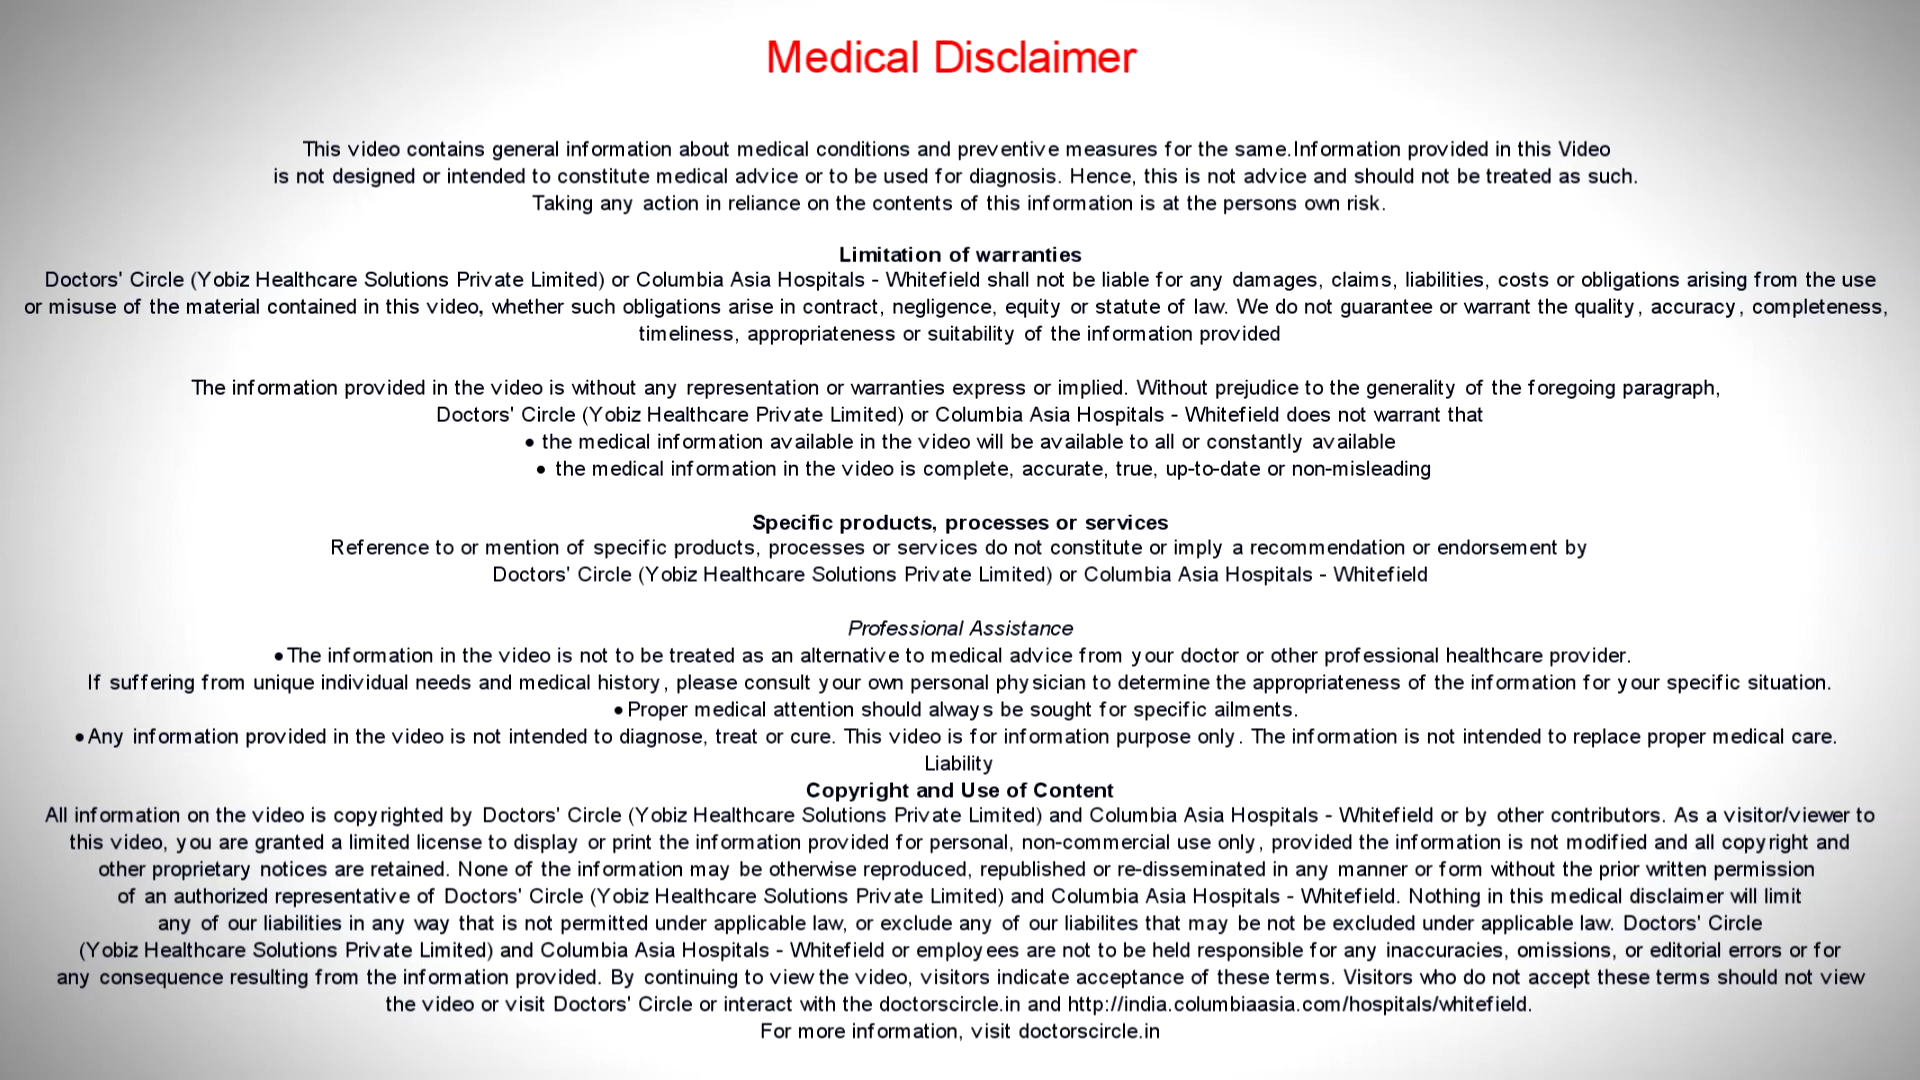 Medical Disclaimer
This video contains general information about medical conditions and preventive measures for the same.Information provided in this Video
is not designed or intended to constitute medical advice or to be used for diagnosis. Hence, this is not advice and should not be treated as such.
Taking any action in reliance on the contents of this information is at the persons own risk.
Limitation of warranties
Doctors' Circle (Yobiz Healthcare Solutions Private Limited) or Columbia Asia Hospitals - Whitefield shall not be liable for any damages, claims, liabilities, costs or obligations arising from the use
or misuse of the material contained in this video, whether such obligations arise in contract, negligence, equity or statute of law. We do not guarantee or warrant the quality, accuracy, completeness,
timeliness, appropriateness or suitability of the information provided
The information provided in the video is without any representation or warranties express or implied. Without prejudice to the generality of the foregoing paragraph,
Doctors' Circle (Yobiz Healthcare Private Limited) or Columbia Asia Hospitals - Whitefield does not warrant that
• the medical information available in the video will be available to all or constantly available
• the medical information in the video is complete, accurate, true, up-to-date or non-misleading
Specific products, processes or services
Reference to or mention of specific products, processes or services do not constitute or imply a recommendation or endorsement by
Doctors' Circle (Yobiz Healthcare Solutions Private Limited) or Columbia Asia Hospitals - Whitefield
Professional Assistance
•The information in the video is not to be treated as an alternative to medical advice from your doctor or other professional healthcare provider.
If suffering from unique individual needs and medical history, please consult your own personal physician to determine the appropriateness of the information for your specific situation.
•Proper medical attention should always be sought for specific ailments.
•Any information provided in the video is not intended to diagnose, treat or cure. This video is for information purpose only. The information is not intended to replace proper medical care.
Liability
Copyright and Use of Content
All information on the video is copyrighted by Doctors' Circle (Yobiz Healthcare Solutions Private Limited) and Columbia Asia Hospitals - Whitefield or by other contributors. As a visitor/viewer to
this video, you are granted a limited license to display or print the information provided for personal, non-commercial use only, provided the information is not modified and all copyright and
other proprietary notices are retained. None of the information may be otherwise reproduced, republished or re-disseminated in any manner or form without the prior written permission
of an authorized representative of Doctors' Circle (Yobiz Healthcare Solutions Private Limited) and Columbia Asia Hospitals - Whitefield. Nothing in this medical disclaimer will limit
any of our liabilities in any way that is not permitted under applicable law, or exclude any of our liabilites that may be not be excluded under applicable law. Doctors' Circle
(Yobiz Healthcare Solutions Private Limited) and Columbia Asia Hospitals - Whitefield or employees are not to be held responsible for any inaccuracies, omissions, or editorial errors or for
any consequence resulting from the information provided. By continuing to view the video, visitors indicate acceptance of these terms. Visitors who do not accept these terms should not view
the video or visit Doctors' Circle or interact with the doctorscircle.in and http://india.columbiaasia.com/hospitals/whitefield.
For more information, visit doctorscircle.in